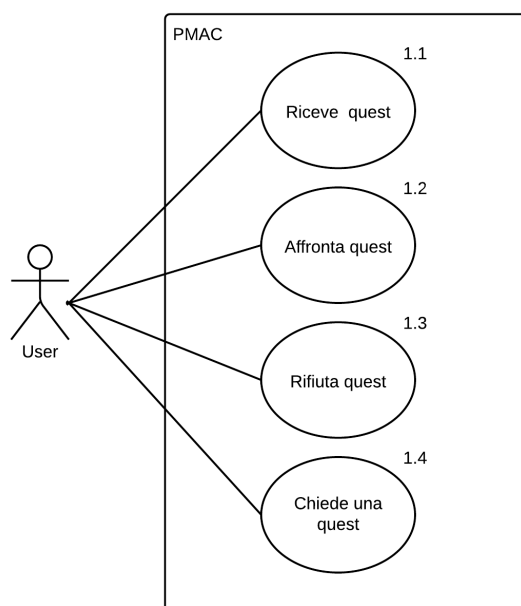 PMAC
1.1
Riceve quest
1.2
Affronta quest
1.3
Rifiuta quest
User
1.4
Chiede una
quest